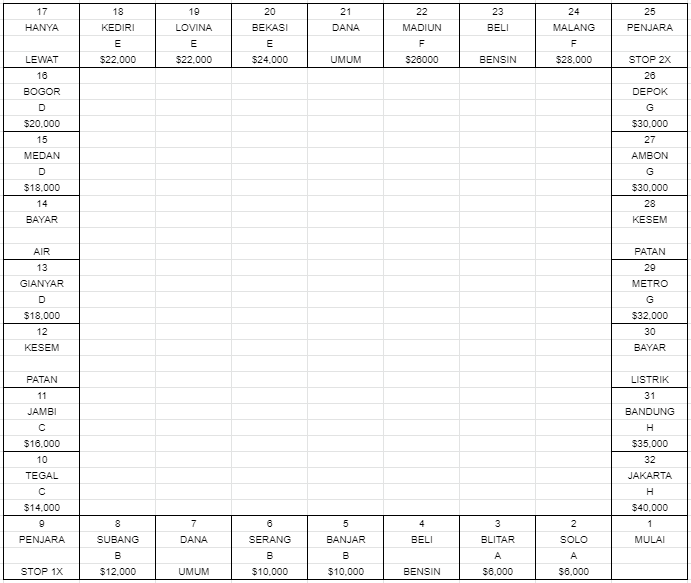 17 18 19 20 21 22 23 24 25
HANYA KEDIRI LOVINA BEKASI DANA MADIUN BELI MALANG PENJARA
E E E F F
LEWAT $22,000 $22,000 $24,000 UMUM $26000 BENSIN $28,000 STOP 2X
16 26
BOGOR DEPOK
D G
$20,000 $30,000
15 27
MEDAN AMBON
D G
$18,000 $30,000
14 28
BAYAR KESEM
AIR PATAN
13 29
GIANYAR METRO
D G
$18,000 $32,000
12 30
KESEM BAYAR
PATAN LISTRIK
11 31
JAMBI BANDUNG
C H
$16,000 $35,000
10 32
TEGAL JAKARTA
C H
$14,000 $40,000
9 8 7 6 5 4 3 2 1
PENJARA SUBANG DANA SERANG BANJAR BELI BLITAR SOLO MULAI
B B B A A
STOP 1X $12,000 UMUM $10,000 $10,000 BENSIN $6,000 $6,000